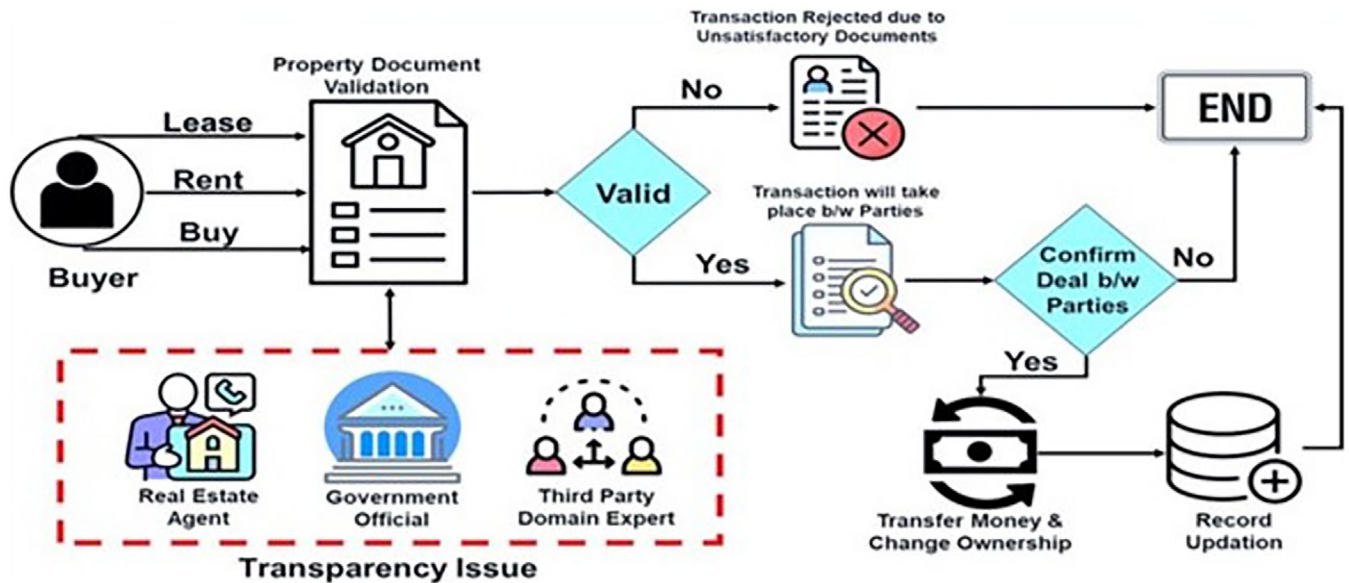 Transaction Rejected due to
Unsatisfactory Documents
Property Document
Validation
Lease
Rent
Buy
Buyer
Valid
No
END
Transaction will take
place b/w Parties
Yes
Confirm
Deal b/w
Parties
No
Yes
Real Estate
Agent
Government
Official
Third Party
Domain Expert
Transparency Issue
Transfer Money &
Change Ownership
Record
Updation